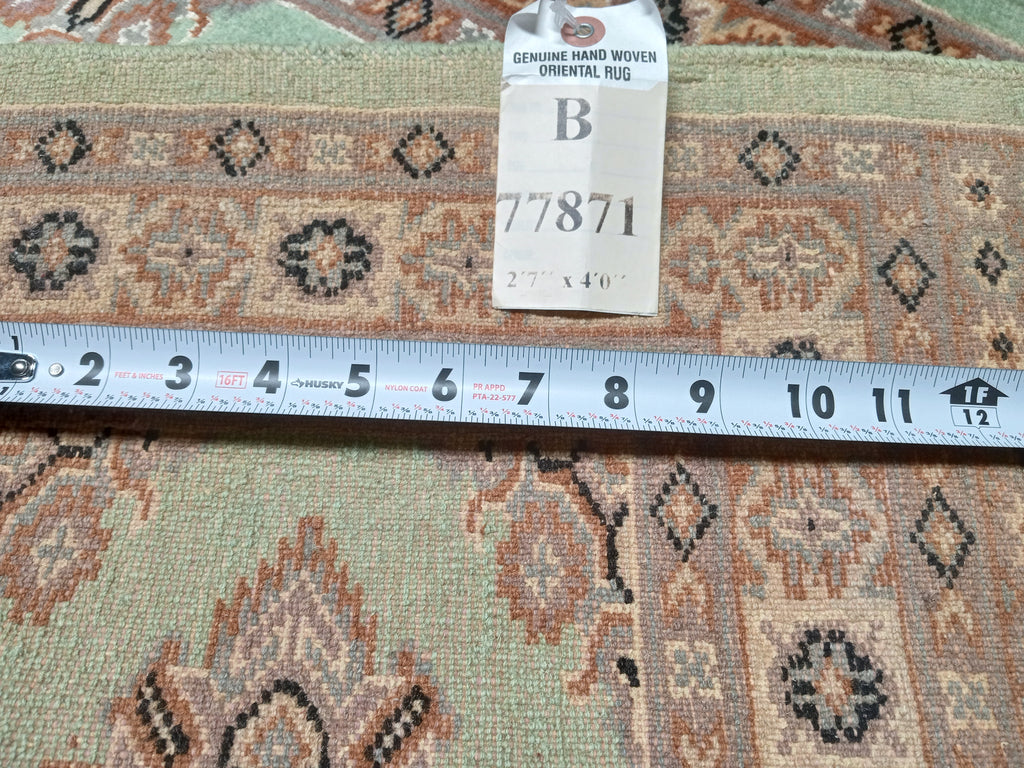 GENUINE HAND WOVEN
ORIENTAL RUG
B
77871
2'7'' x 4'0''
1 2 FEET & INCHES 3 16FT 4 HUSKY 5 NYLON COAT 6 PR APPD 7 8 9 10 11 1F
PTA-22-577 12